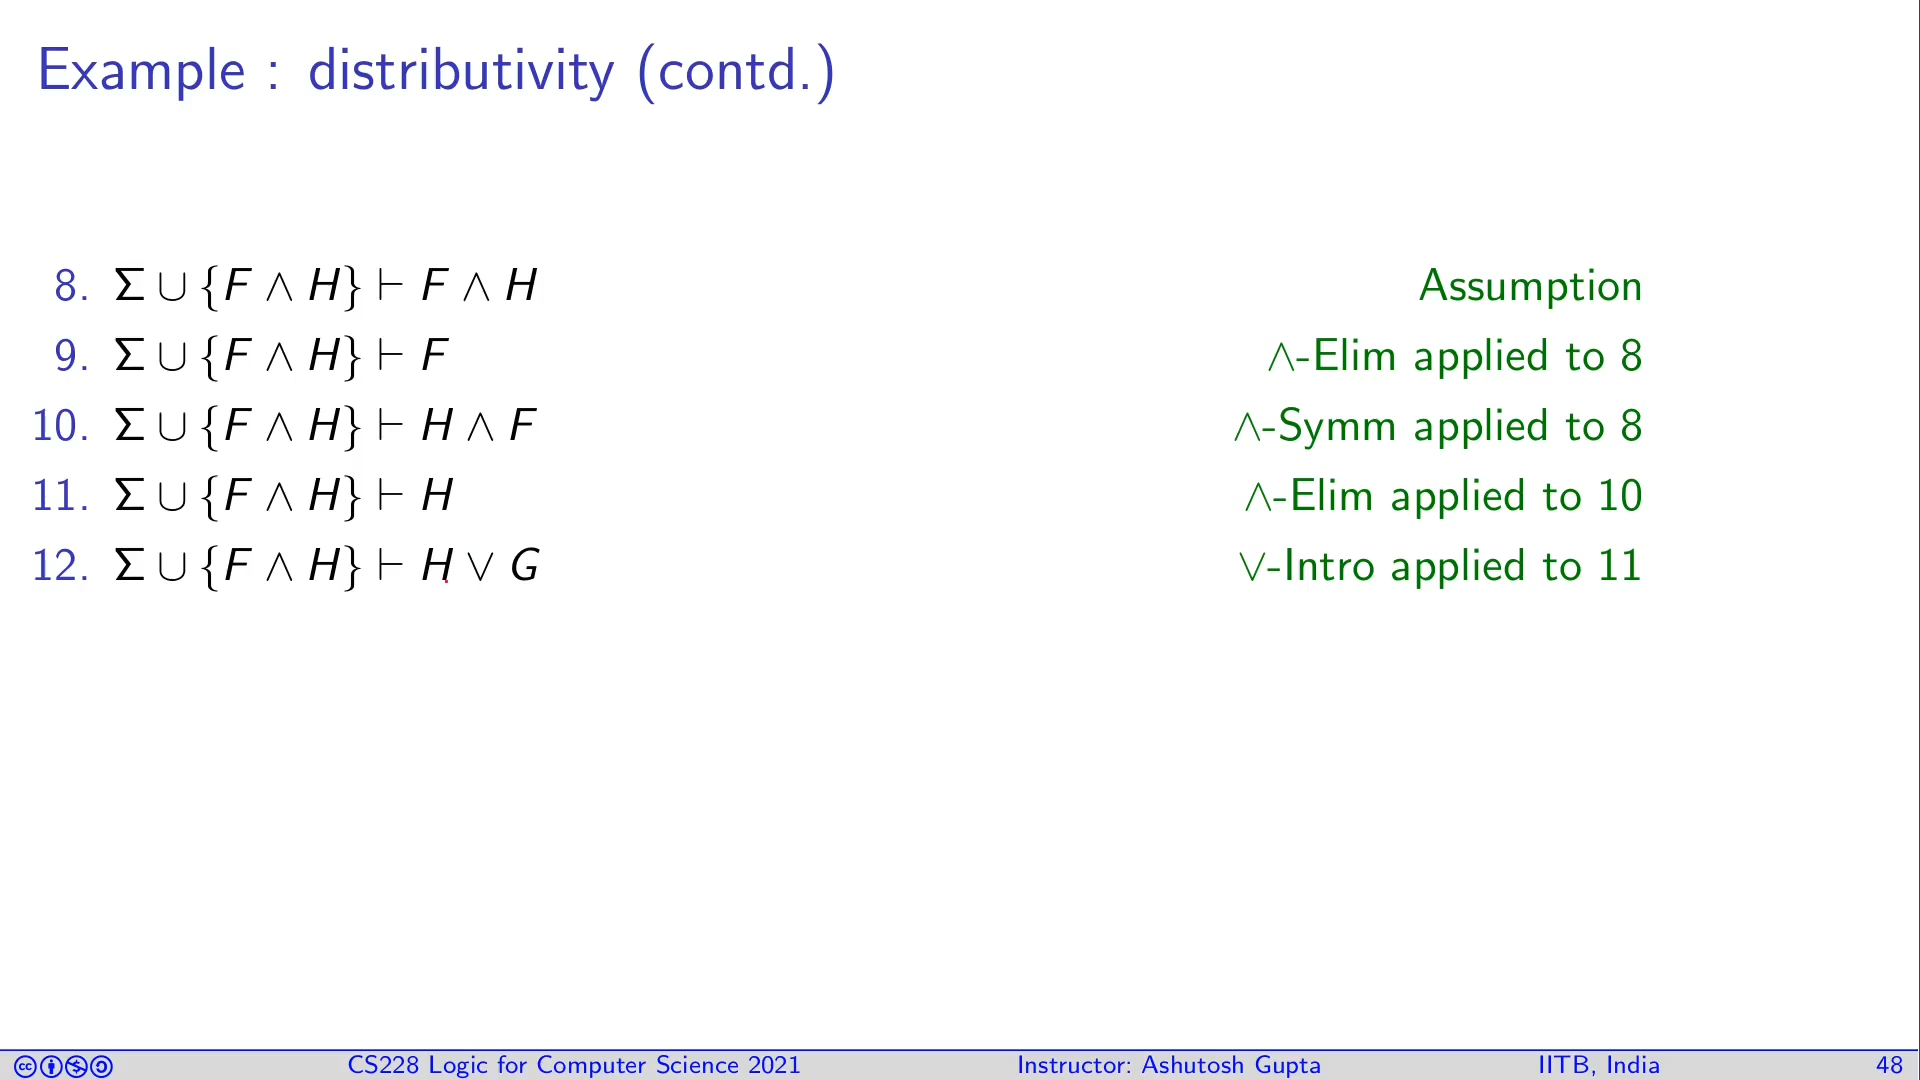 Example : distributivity (contd.)
8. Σ ∪ {F ∧ H} ⊢ F ∧ H Assumption
9. Σ ∪ {F ∧ H} ⊢ F ∧-Elim applied to 8
10. Σ ∪ {F ∧ H} ⊢ H ∧ F ∧-Symm applied to 8
11. Σ ∪ {F ∧ H} ⊢ H ∧-Elim applied to 10
12. Σ ∪ {F ∧ H} ⊢ H ∨ G ∨-Intro applied to 11
CS228 Logic for Computer Science 2021 Instructor: Ashutosh Gupta IITB, India 48